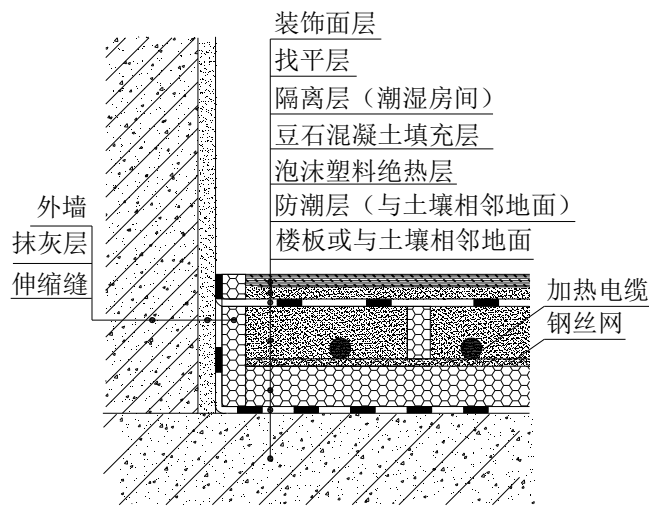 装饰面层
找平层
隔离层（潮湿房间）
豆石混凝土填充层
泡沫塑料绝热层
防潮层（与土壤相邻地面）
楼板或与土壤相邻地面
外墙
抹灰层
伸缩缝
加热电缆
钢丝网